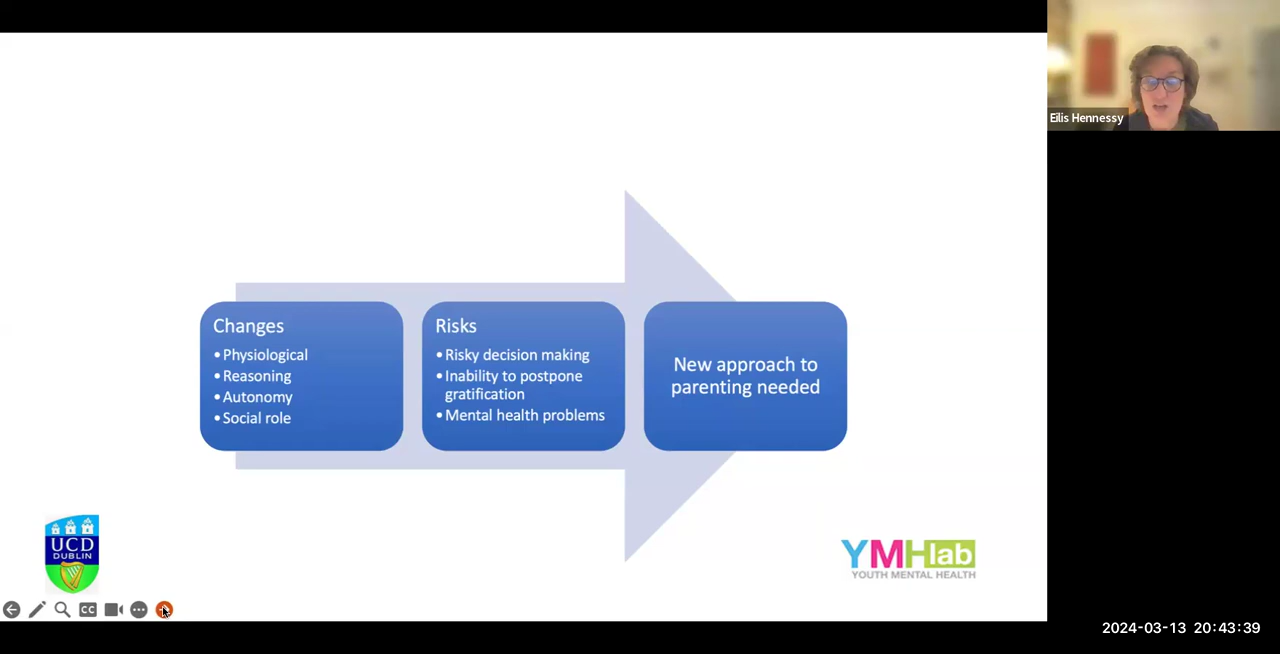 Eilis Hennessy
Changes
• Physiological
• Reasoning
• Autonomy
• Social role
Risks
• Risky decision making
• Inability to postpone
gratification
• Mental health problems
New approach to
parenting needed
UCD
DUBLIN
YMHlab
YOUTH MENTAL HEALTH
CC
2024-03-13 20:43:39